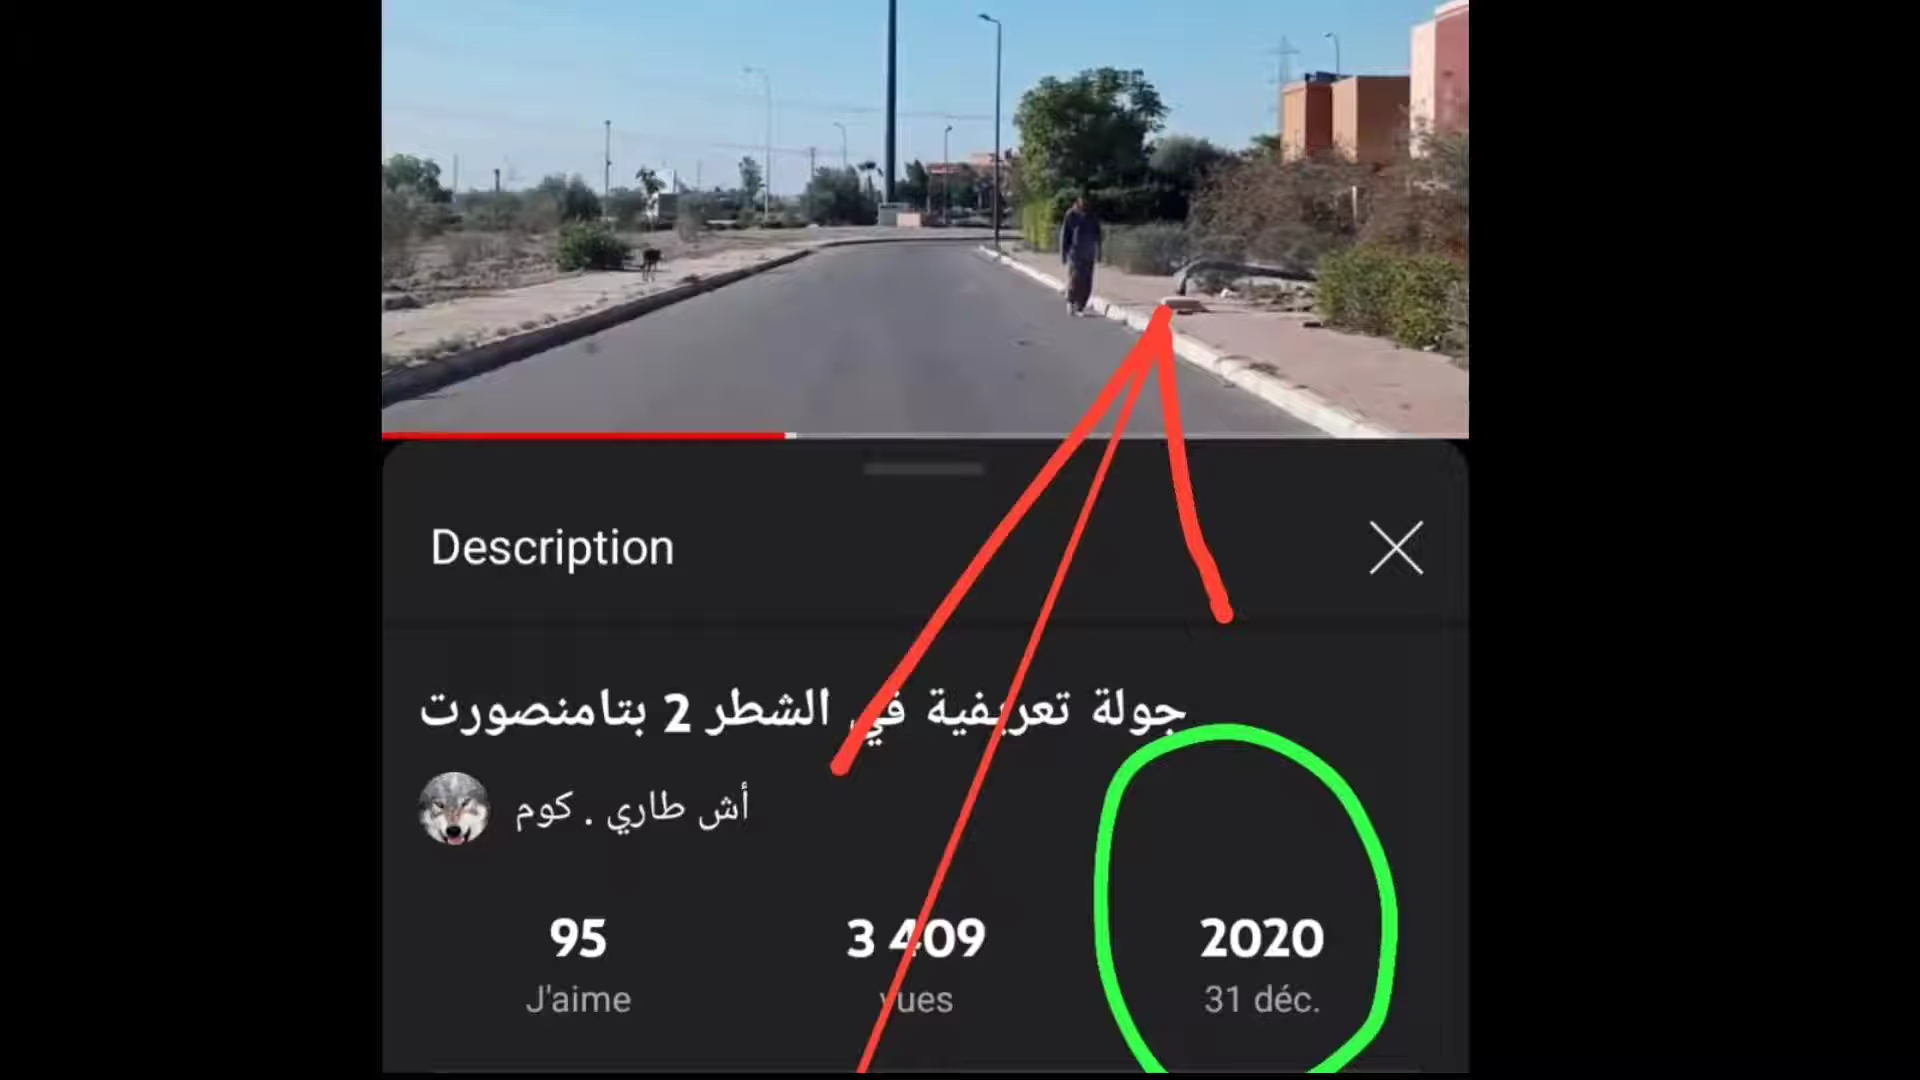 Description
جولة تعريفية في الشطر 2 بتامنصورت
أش طاري . كوم
95
3 409
2020
J'aime
vues
31 déc.